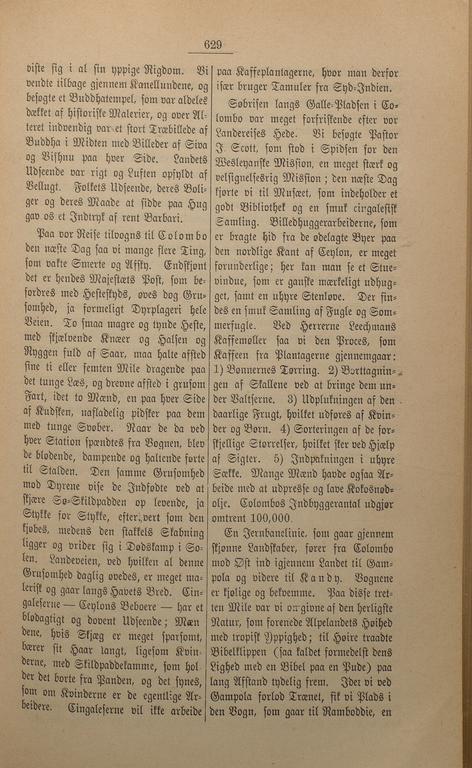 629
viste sig i al sin yppige Rigdom. Vi
vendte tilbage gjennem Kanellundene, og
besøgte et Buddhatempel, som var aldeles
dækket af historiske Malerier, og over Al-
teret indvendig var et stort Træbillede af
Buddha i Midten med Billeder af Siva
og Vishnu paa hver Side. Landets
Udseende var rigt og Luften opfyldt af
Vellugt. Folkets Udseende, deres Boli-
ger og deres Maade at sidde paa Hug
gav os et Indtryk af rent Barbari.
Paa vor Reise tilvogns til Colombo
den næste Dag saa vi mange flere Ting,
som vakte Smerte og Afsky. Endskjønt
det er hendes Majestæts Post, som be-
fordres med Hesteskyds, øves dog Gru-
somhed, ja formeligt Dyrplageri hele
Veien. To smaa magre og tynde Heste,
med skjælvende Knæer og Halsen og
Ryggen fuld af Saar, maa halte afsted
sine ti eller femten Mile dragende paa
det tunge Læs, og drevne afsted i grusom
Fart, idet to Mænd, en paa hver Side
af Kudsken, nafladelig pidsker paa dem
med tunge Svøber. Naar de da ved
hver Station spændtes fra Vognen, blev
de blødende, dampende og haltende førte
til Stalden. Den samme Grusomhed
mod Dyrene vise de Indfødte ved at
skjære Sø-Skildpadden op levende, ja
Stykke for Stykke, efterhvert som den
kjøbes, medens den stakkels Skabning
ligger og vrider sig i Dødskamp i So-
len. Landeveien, ved hvilken al denne
Grusomhed daglig øvedes, er meget ma-
lerisk og gaar langs Havets Bred. Cin-
galeserne — Ceylons Beboere — har et
blødagtigt og dovent Udseende; Mæn
dene, hvis Skjæg er meget sparsomt,
bærer sit Haar langt, ligesom Kvin-
derne, med Skildpaddekamme, som hol-
der det borte fra Panden, og det synes,
som om Kvinderne er de egentlige Ar-
beidere. Cingaleserne vil ikke arbeide
paa Kaffeplantagerne, hvor man derfor
især bruger Tamuler fra Syd-Indien.
Søbrisen langs Galle-Pladsen i Co-
lombo var meget forfriskende efter vor
Landereises Hede. Vi besøgte Pastor
J. Scott, som stod i Spidsen for den
Wesleyanske Mission, en meget stærk og
velsignelsesrig Mission; den næste Dag
kjørte vi til Musæet, som indeholder et
godt Bibliothek og en smuk cirgalesisk
Samling. Billedhuggerarbeiderne, som
er bragte hid fra de ødelagte Byer paa
den nordlige Kant af Ceylon, er meget
forunderlige; her kan man se et Stue-
vindue, som er ganske mærkeligt udhug-
get, samt en uhyre Stenløve. Der fin-
des en smuk Samling af Fugle og Som-
merfugle. Ved Herrerne Leechmans
Kaffemøller saa vi den Proces, som
Kaffeen fra Plantagerne gjennemgaar:
1) Bønnernes Tørring. 2) Borttagnin-
gen af Skallene ved at bringe dem un-
der Valtserne. 3) Udplukningen af den
daarlige Frugt, hvilket udføres af Kvin-
der og Børn. 4) Sorteringen af de for-
skjellige Størrelser, hvilket sker ved Hjælp
af Sigter. 5) Indpakningen i uhyre
Sække. Mange Mænd havde ogsaa Ar-
beide med at udpresse og lave Kokosnød-
olje. Colombos Indbyggerantal udgjør
omtrent 100,000.
En Jernbanelinie, som gaar gjennem
skjønne Landskaber, fører fra Colombo
mod Øst ind igjennem Landet til Gam-
pola og videre til Kandy. Vognene
er kjølige og bekvemme. Paa disse tret-
ten Mile var vi omgivne af den herligste
Natur, som forenede Alpelandets Høihed
med tropisk Yppighed; til Høire traadte
Bibelklippen (saa kaldet formedelst dens
Lighed med en Bibel paa en Pude) paa
lang Afstand tydelig frem. Idet vi ved
Gampola forlod Trænet, fik vi Plads i
den Vogn, som gaar til Ramboddie, en